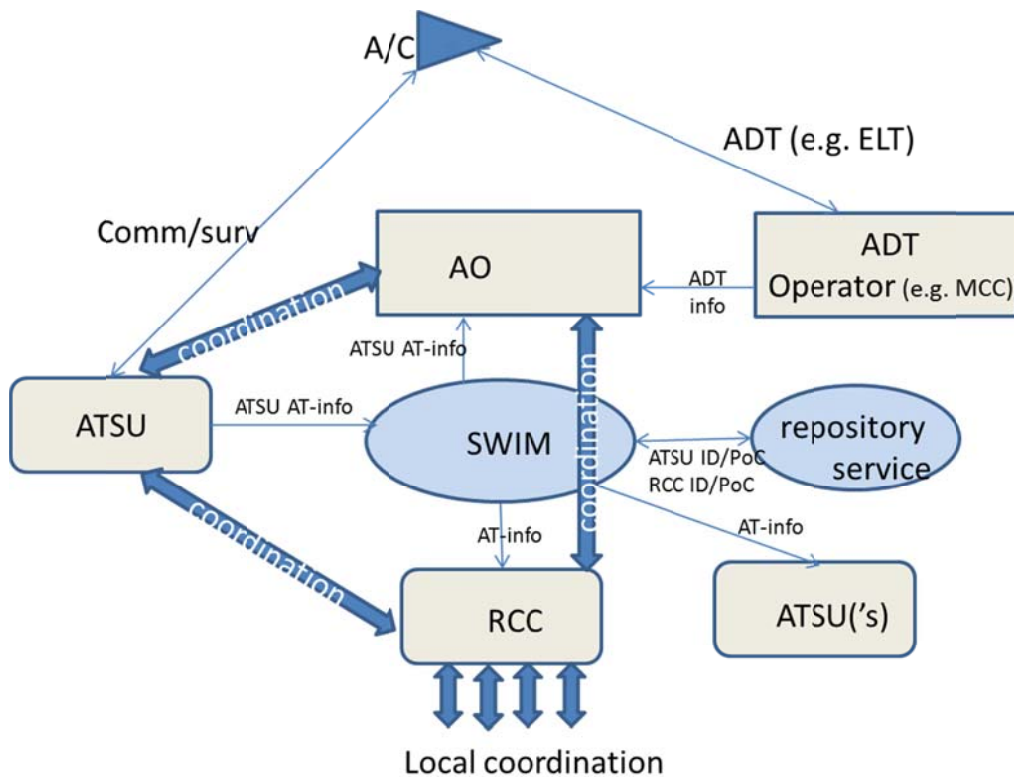 A/C
ADT (e.g. ELT)
Comm/surv
AO
ADT
Operator (e.g. MCC)
ADT
info
coordination
ATSU AT-info
ATSU
ATSU AT-info
SWIM
coordination
repository
service
ATSU ID/PoC
RCC ID/PoC
coordination
AT-info
AT-info
RCC
ATSU('s)
Local coordination